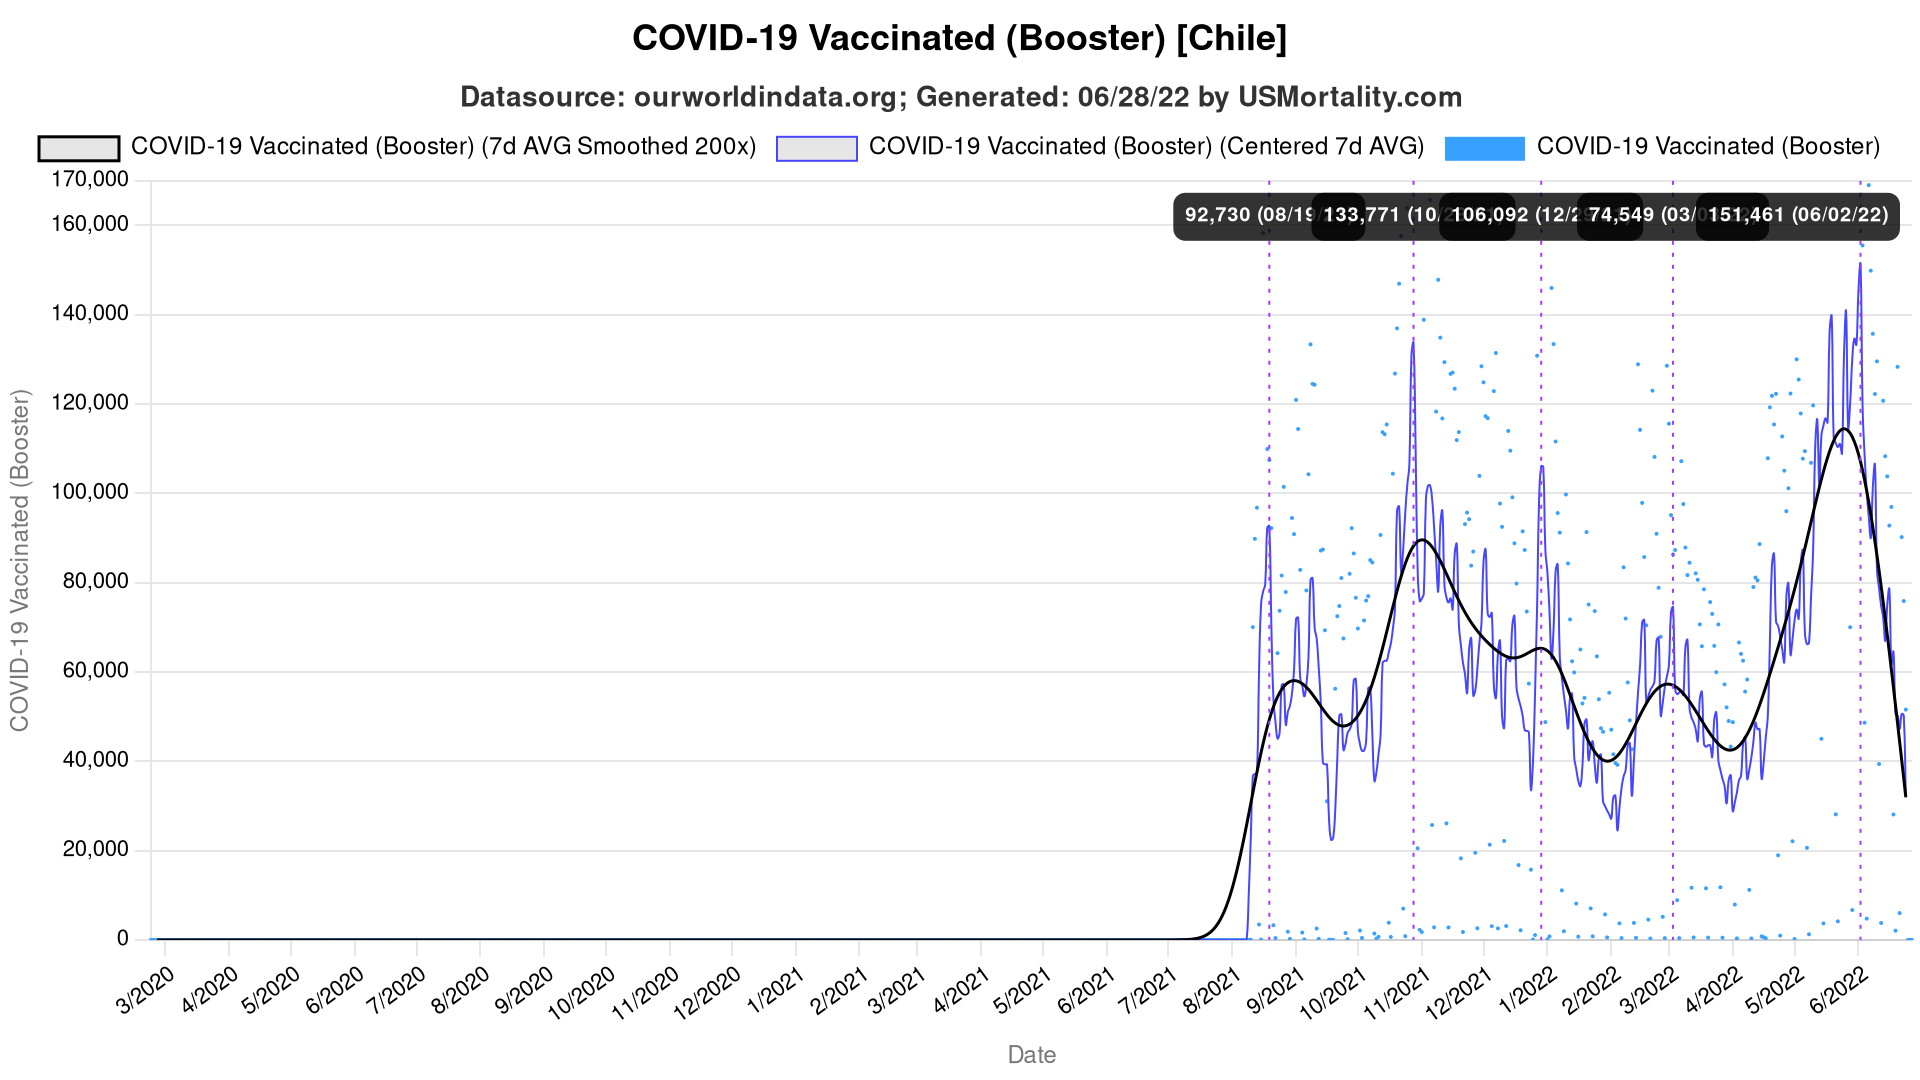 COVID-19 Vaccinated (Booster) [Chile]
Datasource: ourworldindata.org; Generated: 06/28/22 by USMortality.com
COVID-19 Vaccinated (Booster) (7d AVG Smoothed 200x) COVID-19 Vaccinated (Booster) (Centered 7d AVG) COVID-19 Vaccinated (Booster)
170,000
92,730 (08/19 133,771 (10/ 106,092 (12/ 74,549 (03/ 151,461 (06/02/22)
160,000
140,000
120,000
100,000
80,000
60,000
40,000
20,000
0
COVID-19 Vaccinated (Booster)
3/2020 4/2020 5/2020 6/2020 7/2020 8/2020 9/2020 10/2020 11/2020 12/2020 1/2021 2/2021 3/2021 4/2021 5/2021 6/2021 7/2021 8/2021 9/2021 10/2021 11/2021 12/2021 1/2022 2/2022 3/2022 4/2022 5/2022 6/2022
Date